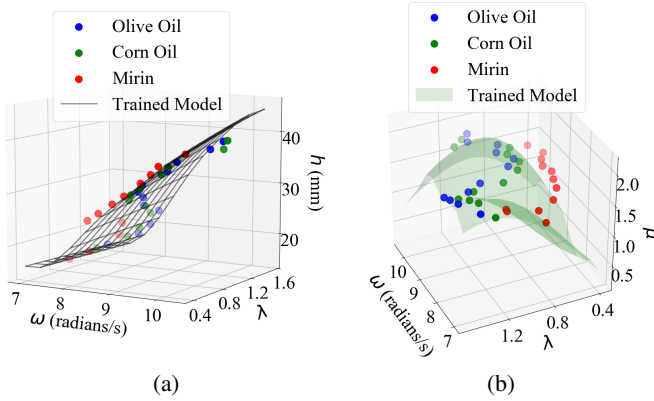 Olive Oil
Corn Oil
Mirin
Trained Model
40
30
20
h (mm)
7
8
9
10
ω (radians/s)
0.4
0.8
1.2
1.6
λ
(a)
Olive Oil
Corn Oil
Mirin
Trained Model
2.0
1.5
1.0
0.5
μ
10
9
8
7
ω (radians/s)
1.2
0.8
0.4
λ
(b)